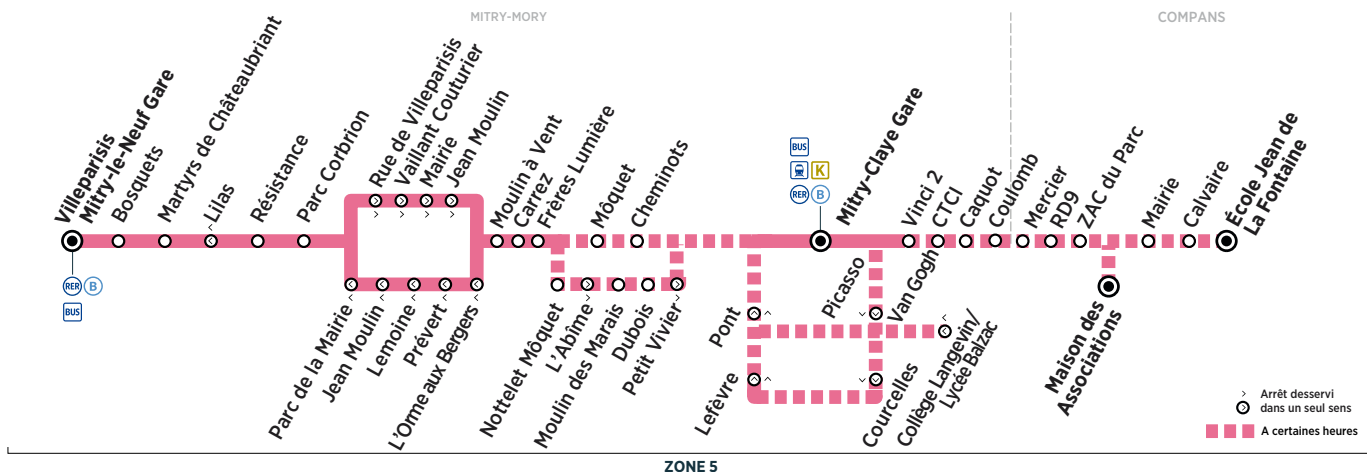 MITRY-MORY
COMPANS
Villeparisis
Mitry-le-Neuf Gare
Bosquets
Martyrs de Châteaubriant
Lilas
Résistance
Parc Corbrion
Rue de Villeparisis
Vaillant Couturier
Mairie
Jean Moulin
Moulin à Vent
Carrez
Frères Lumière
Môquet
Cheminots
BUS
K
RER B
Mitry-Claye Gare
Vinci 2
CTCI
Caquot
Coulomb
Mercier
RD9
ZAC du Parc
Mairie
Calvaire
École Jean de
La Fontaine
RER B
BUS
Parc de la Mairie
Jean Moulin
Lemoine
Prévert
L'Orme aux Bergers
Nottelet Môquet
L'Abîme
Moulin des Marais
Dubois
Petit Vivier
Pont
Lefèvre
Picasso
Van Gogh
Courcelles
Collège Langevin/
Lycée Balzac
Maison des
Associations
Arrêt desservi
dans un seul sens
A certaines heures
ZONE 5